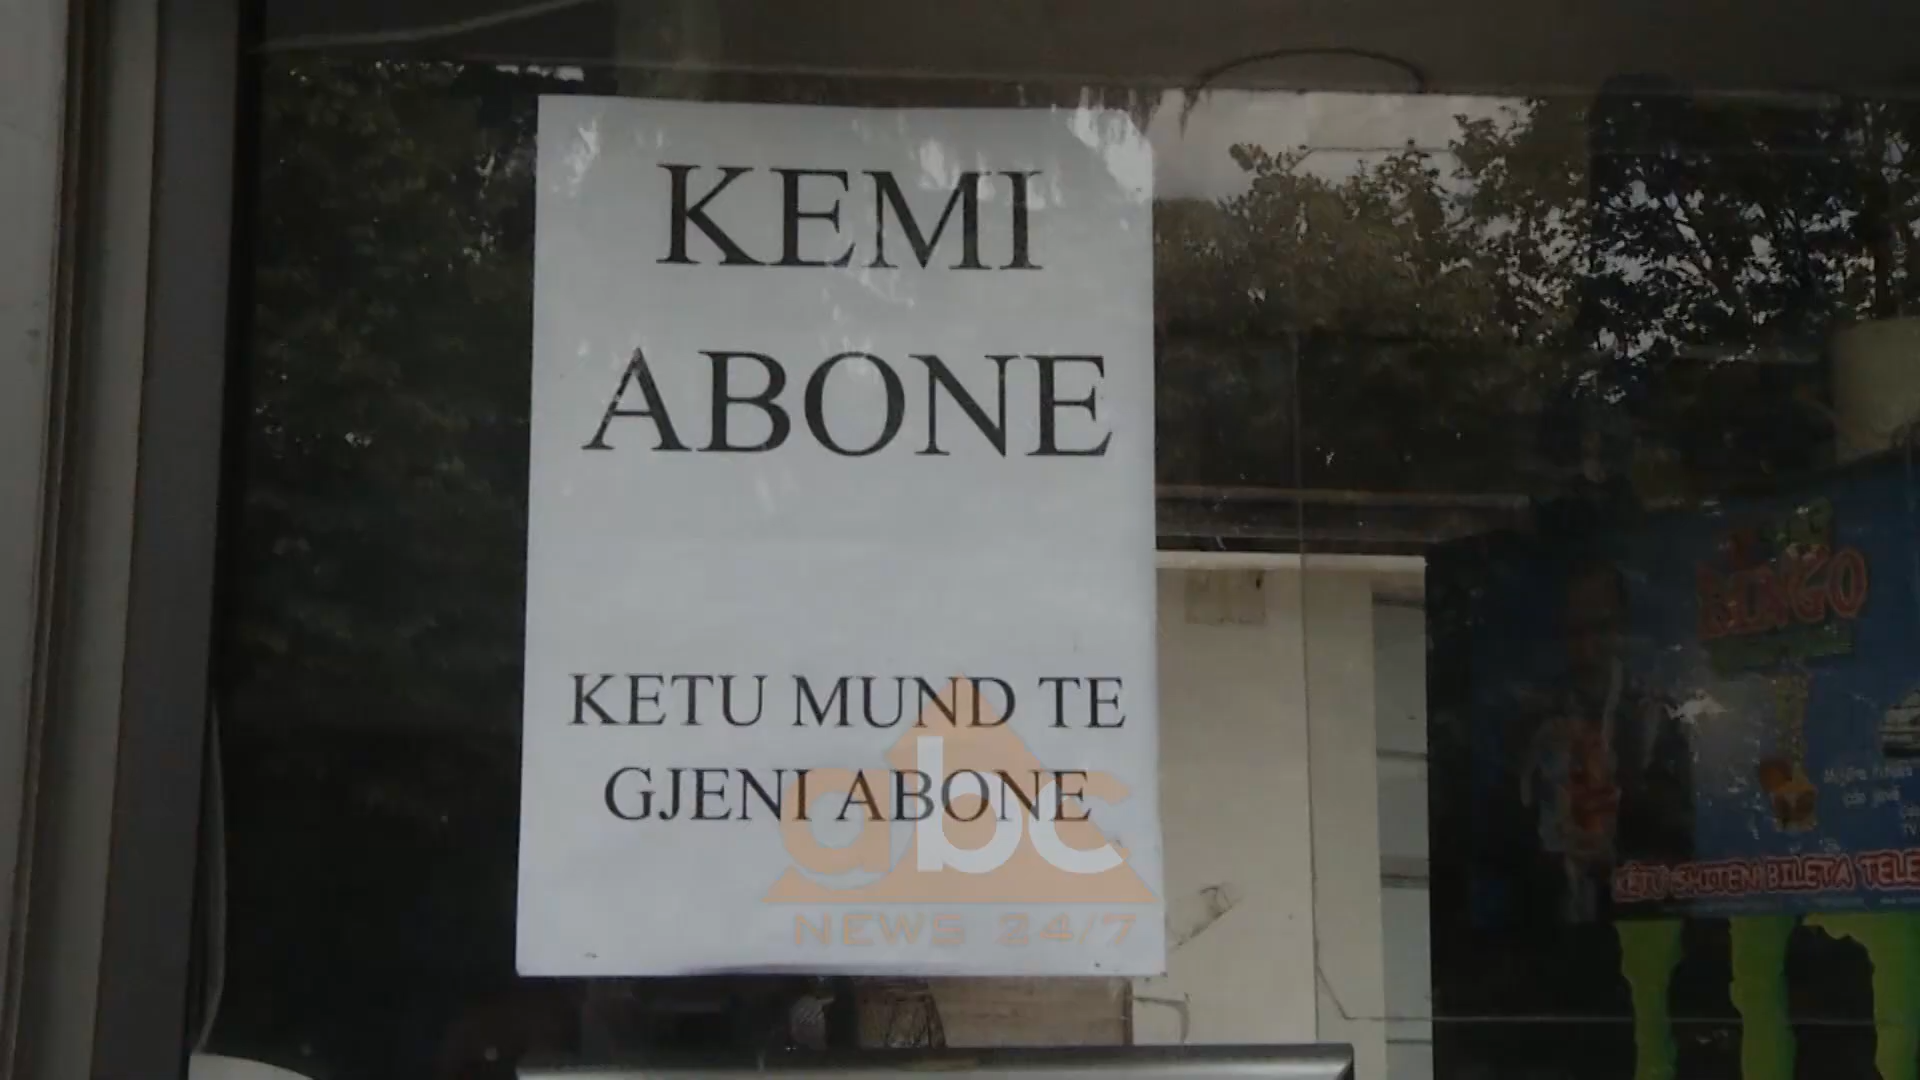 KEMI
ABONE
KETU MUND TE
GJENI ABONE
abc
NEWS 24/7
BINGO
KETU SHITEN BILETA TELE